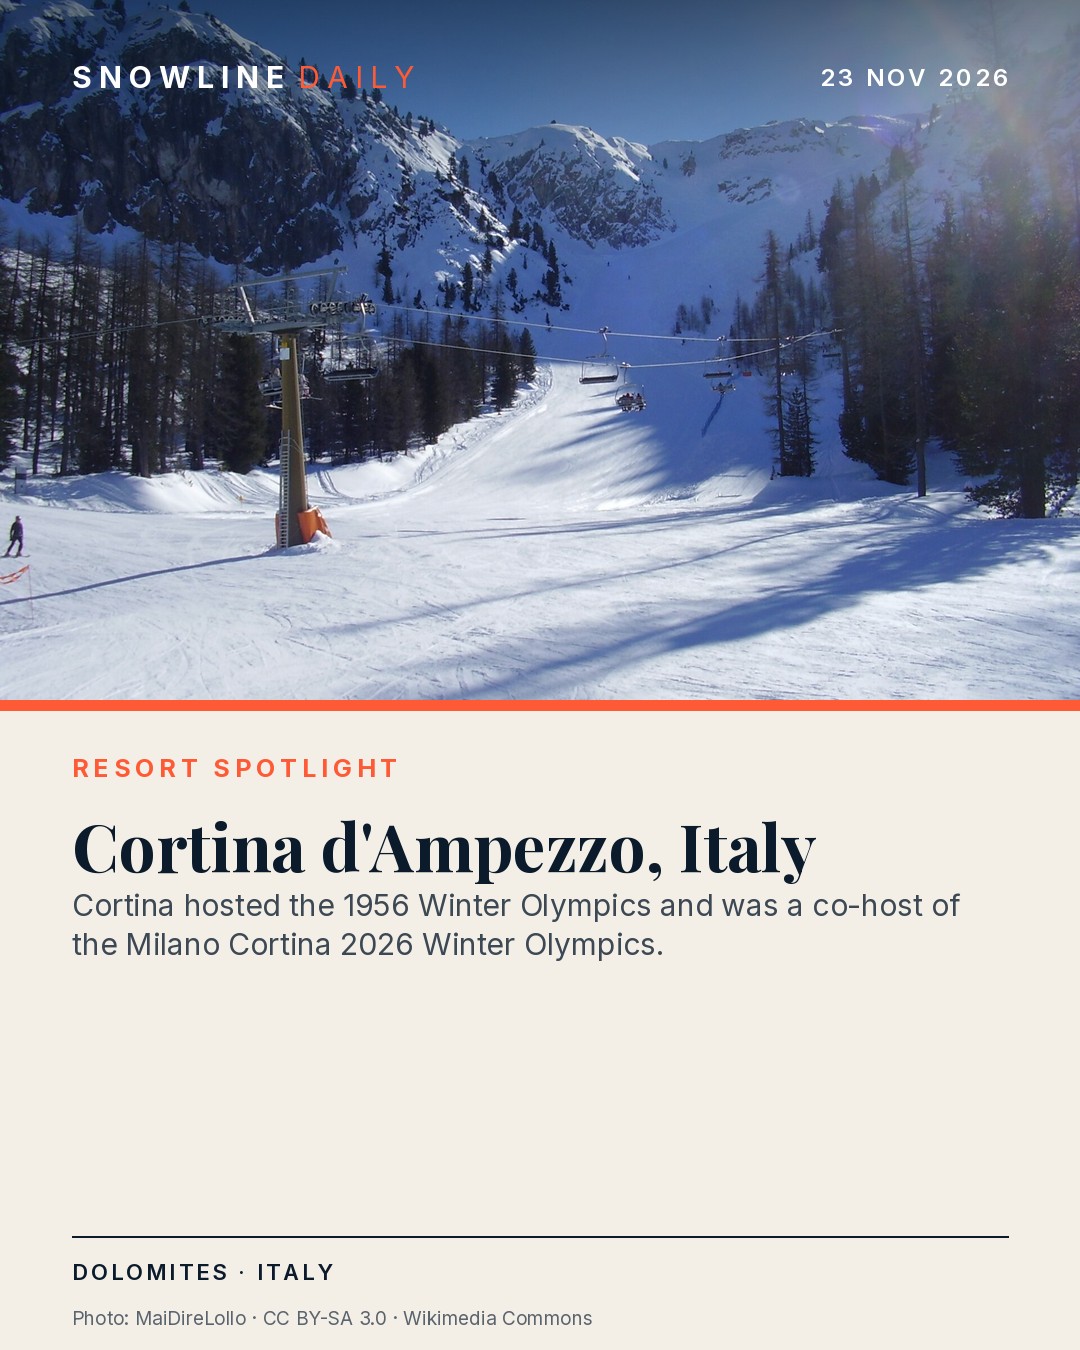 SNOWLINE DAILY
23 NOV 2026
RESORT SPOTLIGHT
Cortina d'Ampezzo, Italy
Cortina hosted the 1956 Winter Olympics and was a co-host of
the Milano Cortina 2026 Winter Olympics.
DOLOMITES · ITALY
Photo: MaiDireLollo · CC BY-SA 3.0 · Wikimedia Commons